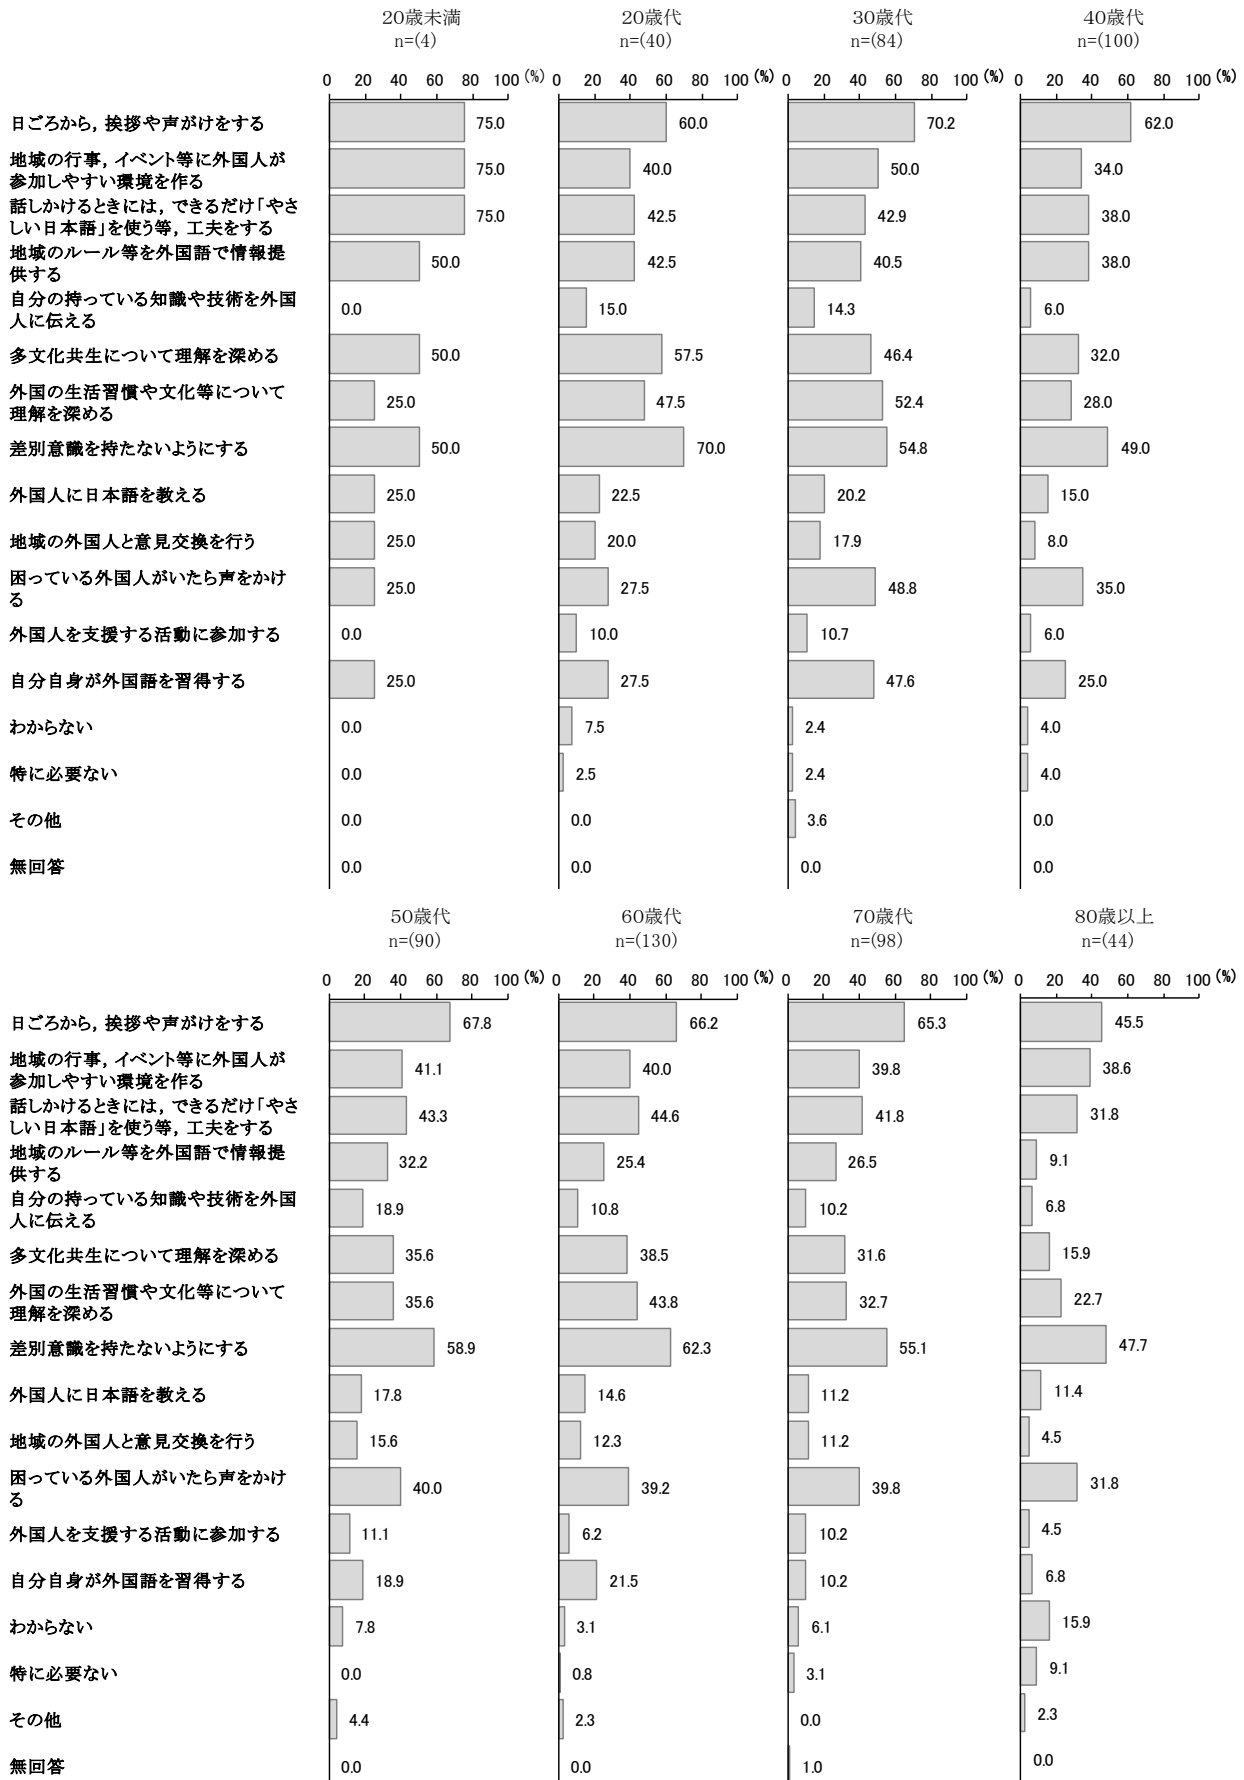 20歳未満 20歳代 30歳代 40歳代
n=(4) n=(40) n=(84) n=(100)
0 20 40 60 80 100 (%) 0 20 40 60 80 100 (%) 0 20 40 60 80 100 (%) 0 20 40 60 80 100 (%)
日ごろから，挨拶や声がけをする 75.0 60.0 70.2 62.0
地域の行事，イベント等に外国人が
参加しやすい環境を作る 75.0 40.0 50.0 34.0
話しかけるときには，できるだけ「やさ
しい日本語」を使う等，工夫をする 75.0 42.5 42.9 38.0
地域のルール等を外国語で情報提
供する 50.0 42.5 40.5 38.0
自分の持っている知識や技術を外国
人に伝える 0.0 15.0 14.3 6.0
多文化共生について理解を深める 50.0 57.5 46.4 32.0
外国の生活習慣や文化等について
理解を深める 25.0 47.5 52.4 28.0
差別意識を持たないようにする 50.0 70.0 54.8 49.0
外国人に日本語を教える 25.0 22.5 20.2 15.0
地域の外国人と意見交換を行う 25.0 20.0 17.9 8.0
困っている外国人がいたら声をかけ
る 25.0 27.5 48.8 35.0
外国人を支援する活動に参加する 0.0 10.0 10.7 6.0
自分自身が外国語を習得する 25.0 27.5 47.6 25.0
わからない 0.0 7.5 2.4 4.0
特に必要ない 0.0 2.5 2.4 4.0
その他 0.0 0.0 3.6 0.0
無回答 0.0 0.0 0.0 0.0
50歳代 60歳代 70歳代 80歳以上
n=(90) n=(130) n=(98) n=(44)
0 20 40 60 80 100 (%) 0 20 40 60 80 100 (%) 0 20 40 60 80 100 (%) 0 20 40 60 80 100 (%)
日ごろから，挨拶や声がけをする 67.8 66.2 65.3 45.5
地域の行事，イベント等に外国人が
参加しやすい環境を作る 41.1 40.0 39.8 38.6
話しかけるときには，できるだけ「やさ
しい日本語」を使う等，工夫をする 43.3 44.6 41.8 31.8
地域のルール等を外国語で情報提
供する 32.2 25.4 26.5 9.1
自分の持っている知識や技術を外国
人に伝える 18.9 10.8 10.2 6.8
多文化共生について理解を深める 35.6 38.5 31.6 15.9
外国の生活習慣や文化等について
理解を深める 35.6 43.8 32.7 22.7
差別意識を持たないようにする 58.9 62.3 55.1 47.7
外国人に日本語を教える 17.8 14.6 11.2 11.4
地域の外国人と意見交換を行う 15.6 12.3 11.2 4.5
困っている外国人がいたら声をかけ
る 40.0 39.2 39.8 31.8
外国人を支援する活動に参加する 11.1 6.2 10.2 4.5
自分自身が外国語を習得する 18.9 21.5 10.2 6.8
わからない 7.8 3.1 6.1 15.9
特に必要ない 0.0 0.8 3.1 9.1
その他 4.4 2.3 0.0 2.3
無回答 0.0 0.0 1.0 0.0